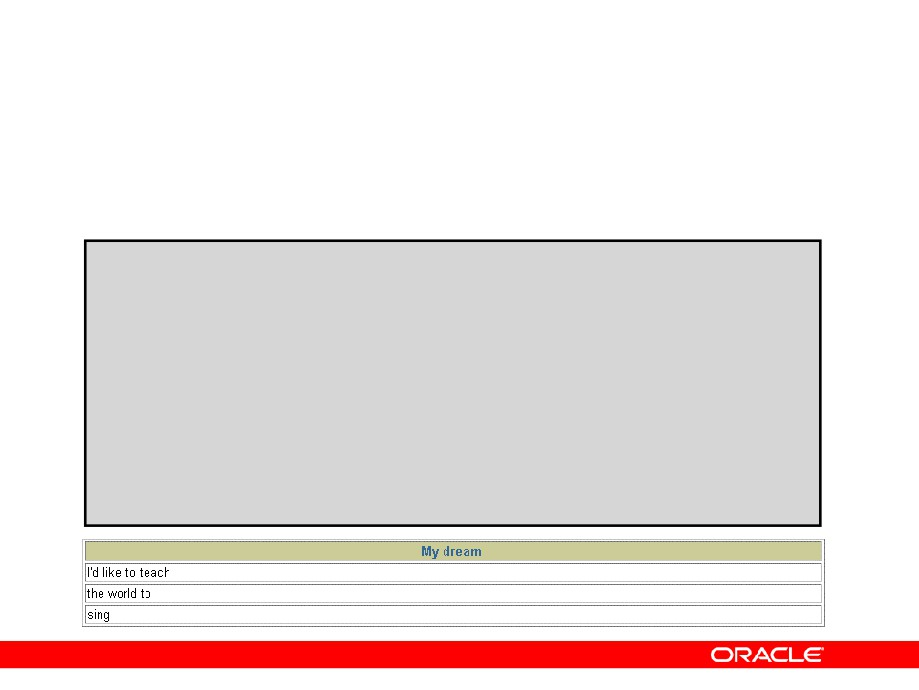 My dream
I'd like to teach
the world to
sing
ORACLE